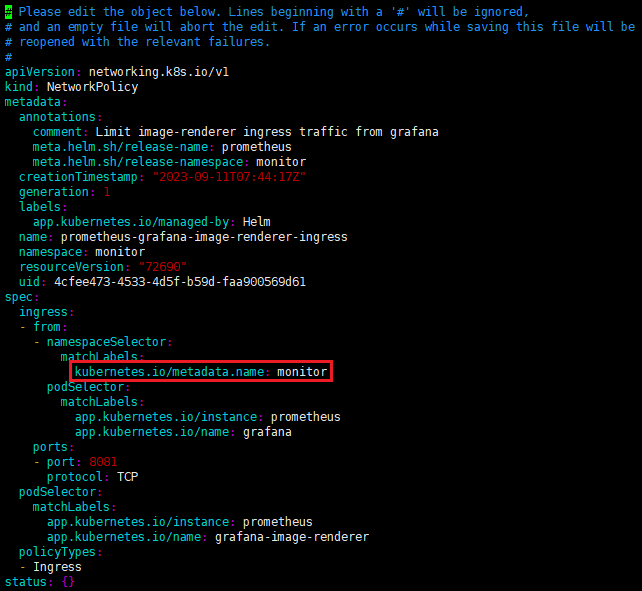 # Please edit the object below. Lines beginning with a '#' will be ignored,
# and an empty file will abort the edit. If an error occurs while saving this file will be
# reopened with the relevant failures.
#
apiVersion: networking.k8s.io/v1
kind: NetworkPolicy
metadata:
  annotations:
    comment: Limit image-renderer ingress traffic from grafana
    meta.helm.sh/release-name: prometheus
    meta.helm.sh/release-namespace: monitor
  creationTimestamp: "2023-09-11T07:44:17Z"
  generation: 1
  labels:
    app.kubernetes.io/managed-by: Helm
  name: prometheus-grafana-image-renderer-ingress
  namespace: monitor
  resourceVersion: "72690"
  uid: 4cfee473-4533-4d5f-b59d-faa900569d61
spec:
  ingress:
  - from:
    - namespaceSelector:
        matchLabels:
          kubernetes.io/metadata.name: monitor
      podSelector:
        matchLabels:
          app.kubernetes.io/instance: prometheus
          app.kubernetes.io/name: grafana
    ports:
    - port: 8081
      protocol: TCP
  podSelector:
    matchLabels:
      app.kubernetes.io/instance: prometheus
      app.kubernetes.io/name: grafana-image-renderer
  policyTypes:
  - Ingress
status: {}